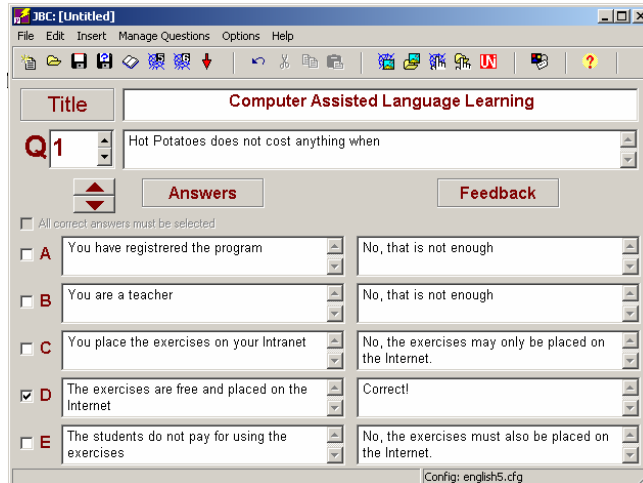 JBC: [Untitled]
File Edit Insert Manage Questions Options Help
Title
Computer Assisted Language Learning
Q 1
Hot Potatoes does not cost anything when
Answers
Feedback
All correct answers must be selected
A
You have registrered the program
No, that is not enough
B
You are a teacher
No, that is not enough
C
You place the exercises on your Intranet
No, the exercises may only be placed on
the Internet.
D
The exercises are free and placed on the
Internet
Correct!
E
The students do not pay for using the
exercises
No, the exercises must also be placed on
the Internet.
Config: english5.cfg